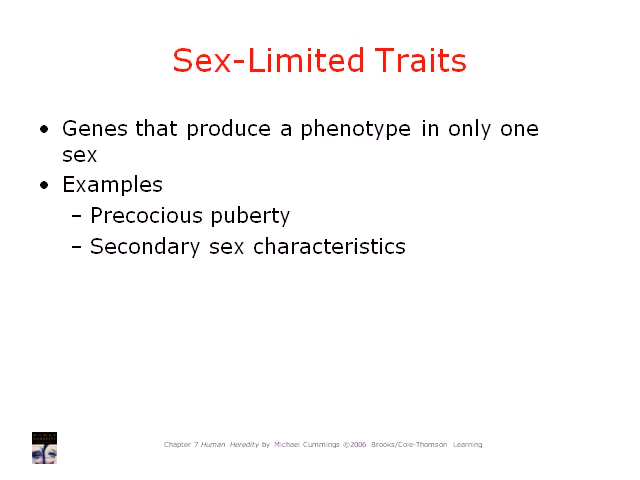 Sex-Limited Traits
• Genes that produce a phenotype in only one
sex
• Examples
– Precocious puberty
– Secondary sex characteristics
Chapter 7 Human Heredity by Michael Cummings ©2006 Brooks/Cole-Thomson Learning